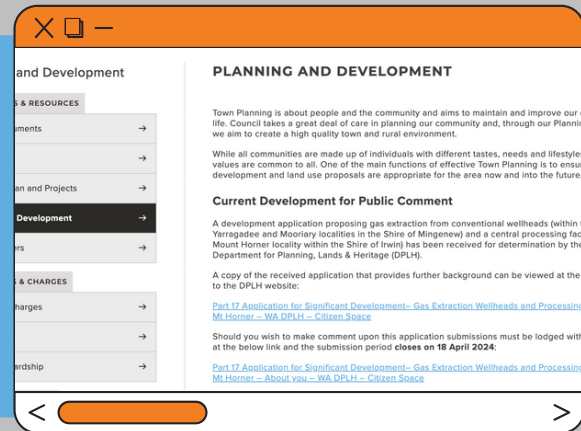 and Development
& RESOURCES
→
→
an and Projects →
Development →
→
& CHARGES
harges →
→
ardship →
PLANNING AND DEVELOPMENT
Town Planning is about people and the community and aims to maintain and improve our
life. Council takes a great deal of care in planning our community and, through our
we aim to create a high quality town and rural environment.
While all communities are made up of individuals with different tastes, needs and
values are common to all. One of the main functions of effective Town Planning is to
development and land use proposals are appropriate for the area now and into the future
Current Development for Public Comment
A development application proposing gas extraction from conventional wellheads (within
Yarragadee and Mooriary localities in the Shire of Mingenew) and a central processing
Mount Horner locality within the Shire of Irwin) has been received for determination by the
Department for Planning, Lands & Heritage (DPLH).
A copy of the received application that provides further background can be viewed at the
to the DPLH website:
Part 17 Application for Significant Development– Gas Extraction Wellheads and Processing
Mt Horner – WA DPLH – Citizen Space
Should you wish to make comment upon this application submissions must be lodged
at the below link and the submission period closes on 18 April 2024:
Part 17 Application for Significant Development– Gas Extraction Wellheads and Processing
Mt Horner – About you – WA DPLH – Citizen Space
< >